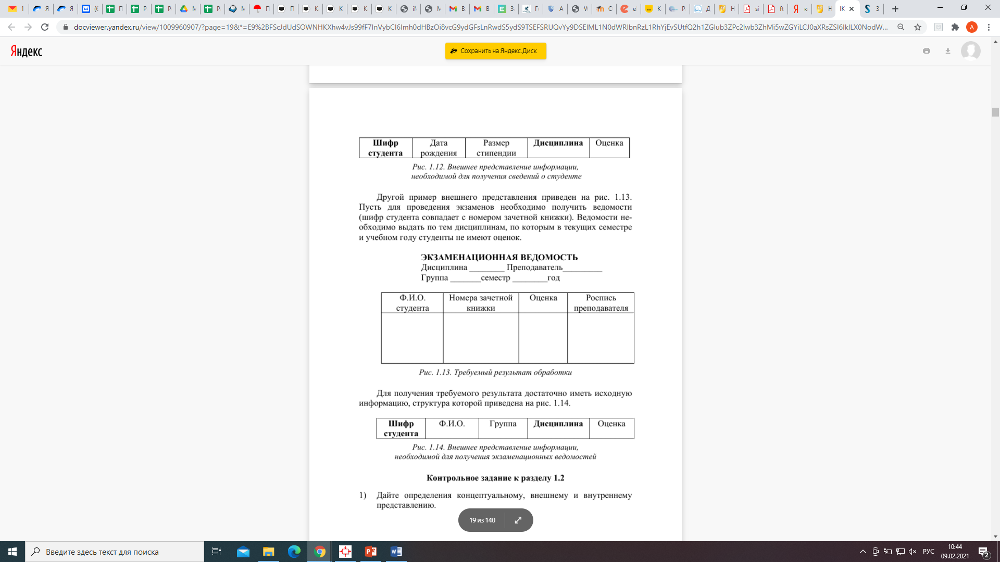 docviewer.yandex.ru/view/1009960907/?page=19&*=E9%2BFScJdUdSOWNHKXhw4vJs99fF7InVybCI6Imh0dHBzOi8vcG9ydGFsLnRwdS5ydS9TSEFSRUQvYy9DSEIML1N0dWRlbnRzL1RhYjEvSUtfQ2h1ZGlub3ZPc2lwb3ZhMi5wZGYiLCJ0aXRsZSI6IklLX0NodW...
Яндекс
Сохранить на Яндекс.Диск
Шифр студента Дата рождения Размер стипендии Дисциплина Оценка
Рис. 1.12. Внешнее представление информации,
необходимой для получения сведений о студенте
Другой пример внешнего представления приведен на рис. 1.13.
Пусть для проведения экзаменов необходимо получить ведомости
(шифр студента совпадает с номером зачетной книжки). Ведомости не-
обходимо выдать по тем дисциплинам, по которым в текущих семестре
и учебном году студенты не имеют оценок.
ЭКЗАМЕНАЦИОННАЯ ВЕДОМОСТЬ
Дисциплина ________ Преподаватель_________
Группа _______семестр ________год
Ф.И.О. студента Номера зачетной книжки Оценка Роспись преподавателя
Рис. 1.13. Требуемый результат обработки
Для получения требуемого результата достаточно иметь исходную
информацию, структура которой приведена на рис. 1.14.
Шифр студента Ф.И.О. Группа Дисциплина Оценка
Рис. 1.14. Внешнее представление информации,
необходимой для получения экзаменационных ведомостей
Контрольное задание к разделу 1.2
1) Дайте определения концептуальному, внешнему и внутреннему
представлению.
19 из 140
Введите здесь текст для поиска
РУС
10:44
09.02.2021
2